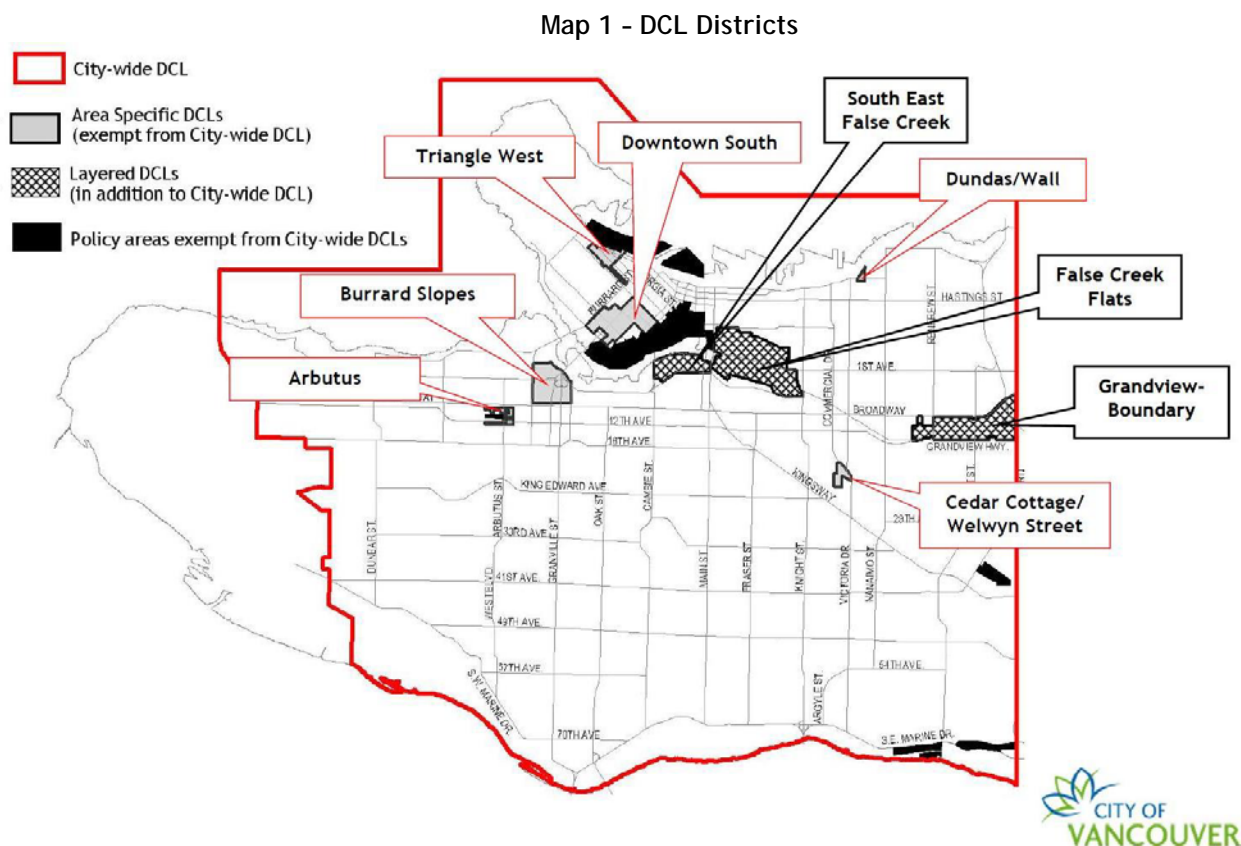 Map 1 - DCL Districts
City-wide DCL
Area Specific DCLs
(exempt from City-wide DCL)
Layered DCLs
(in addition to City-wide DCL)
Policy areas exempt from City-wide DCLs
South East
False Creek
Downtown South
Triangle West
Dundas/Wall
False Creek
Flats
Burrard Slopes
Arbutus
Grandview-
Boundary
Cedar Cottage/
Welwyn Street
HASTINGS ST.
1ST AVE.
BROADWAY
12TH AVE
16TH AVE.
GRANDVIEW HWY.
KINGSWAY
KING EDWARD AVE
33RD AVE.
41ST AVE.
49TH AVE.
57TH AVE
54TH AVE.
70TH AVE
S.W. MARINE DR.
S.E. MARINE DR.
DUNBAR ST.
ARBUTUS ST.
WEST BLVD
GRANVILLE ST.
OAK ST.
CAMBIE ST.
MAIN ST.
FRASER ST.
KNIGHT ST.
VICTORIA DR.
NANAIMO ST.
ARGYLE ST.
CITY OF
VANCOUVER